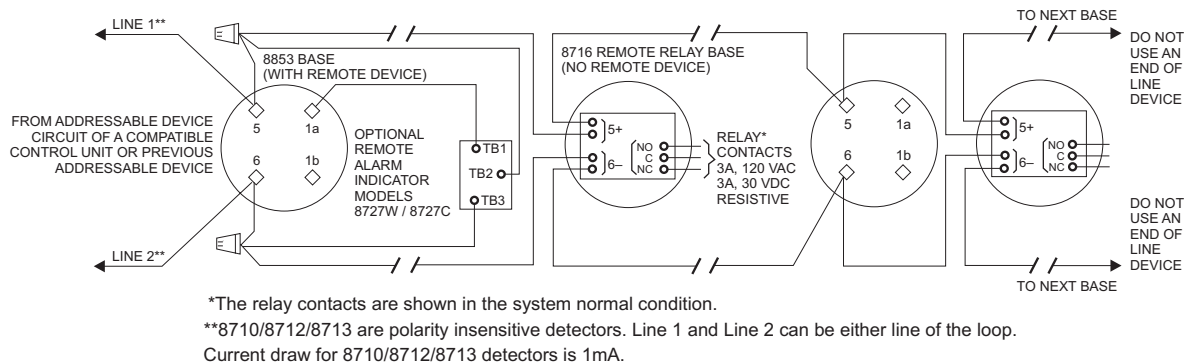 LINE 1**
8853 BASE
(WITH REMOTE DEVICE)
FROM ADDRESSABLE DEVICE
CIRCUIT OF A COMPATIBLE
CONTROL UNIT OR PREVIOUS
ADDRESSABLE DEVICE
5
1a
6
1b
LINE 2**
OPTIONAL
REMOTE
ALARM
INDICATOR
MODELS
8727W / 8727C
TB1
TB2
TB3
8716 REMOTE RELAY BASE
(NO REMOTE DEVICE)
5+
6–
NO
C
NC
RELAY*
CONTACTS
3A, 120 VAC
3A, 30 VDC
RESISTIVE
5
1a
6
1b
5+
6–
NO
C
NC
TO NEXT BASE
DO NOT
USE AN
END OF
LINE
DEVICE
DO NOT
USE AN
END OF
LINE
DEVICE
TO NEXT BASE
*The relay contacts are shown in the system normal condition.
**8710/8712/8713 are polarity insensitive detectors. Line 1 and Line 2 can be either line of the loop.
Current draw for 8710/8712/8713 detectors is 1mA.